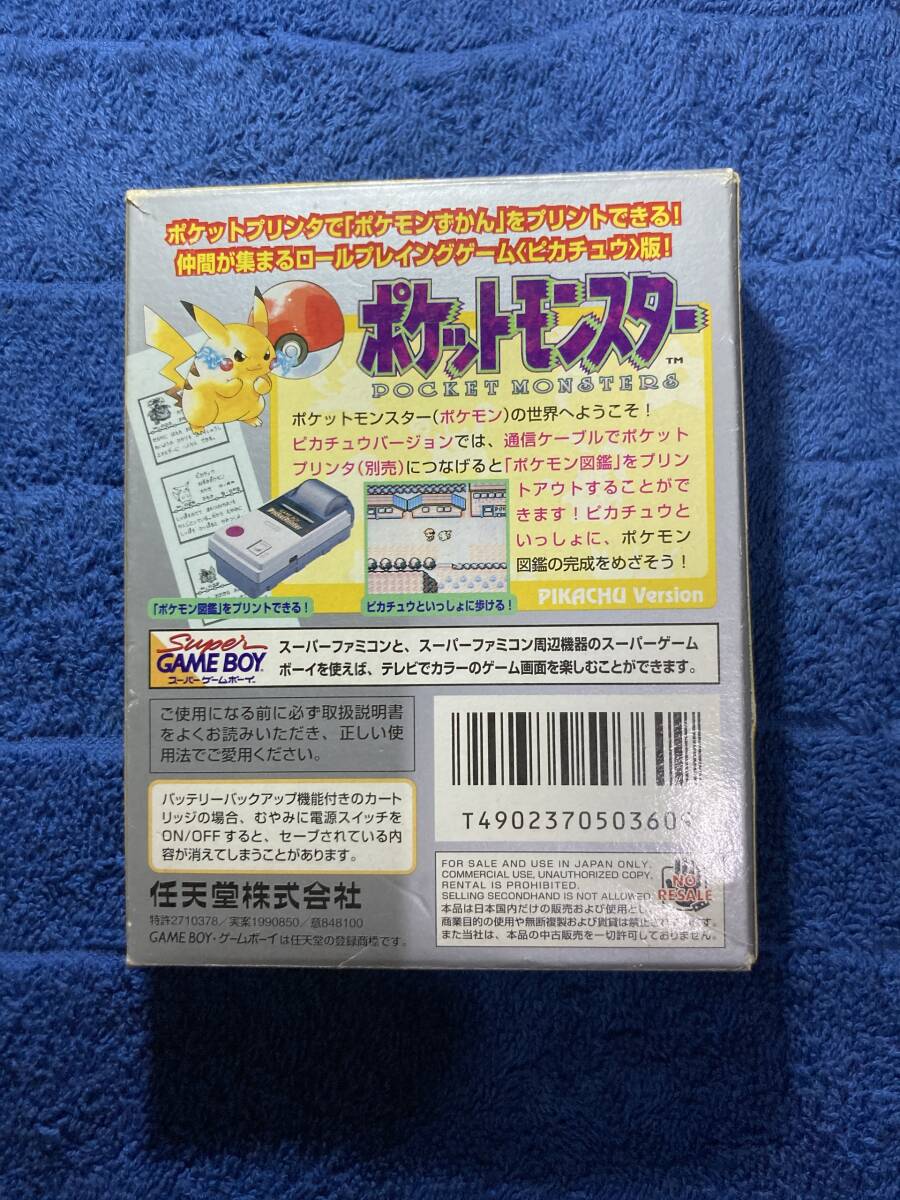 ポケットプリンタで「ポケモンずかん」をプリントできる！
仲間が集まるロールプレイングゲーム〈ピカチュウ〉版！
ポケットモンスター™
POCKET MONSTERS
ポケットモンスター（ポケモン）の世界へようこそ！
ピカチュウバージョンでは、通信ケーブルでポケット
プリンタ（別売）につなげると「ポケモン図鑑」をプリン
トアウトすることがで
きます！ピカチュウと
いっしょに、ポケモン
図鑑の完成をめざそう！
「ポケモン図鑑」をプリントできる！
ピカチュウといっしょに歩ける！
PIKACHU Version
Super
GAME BOY
スーパーゲームボーイ™
スーパーファミコンと、スーパーファミコン周辺機器のスーパーゲーム
ボーイを使えば、テレビでカラーのゲーム画面を楽しむことができます。
ご使用になる前に必ず取扱説明書
をよくお読みいただき、正しい使
用法でご愛用ください。
バッテリーバックアップ機能付きのカート
リッジの場合、むやみに電源スイッチを
ON/OFFすると、セーブされている内
容が消えてしまうことがあります。
任天堂株式会社
特許2710378／実案1990850／意848100
GAME BOY・ゲームボーイは任天堂の登録商標です。
T4902370503609
FOR SALE AND USE IN JAPAN ONLY.
COMMERCIAL USE, UNAUTHORIZED COPY,
RENTAL IS PROHIBITED.
SELLING SECONDHAND IS NOT ALLOWED.
NO
RESALE
本品は日本国内だけの販売および使用とし、
商業目的の使用や無断複製および賃貸は禁止されています。
また当社は、本品の中古販売を一切許可しておりません。